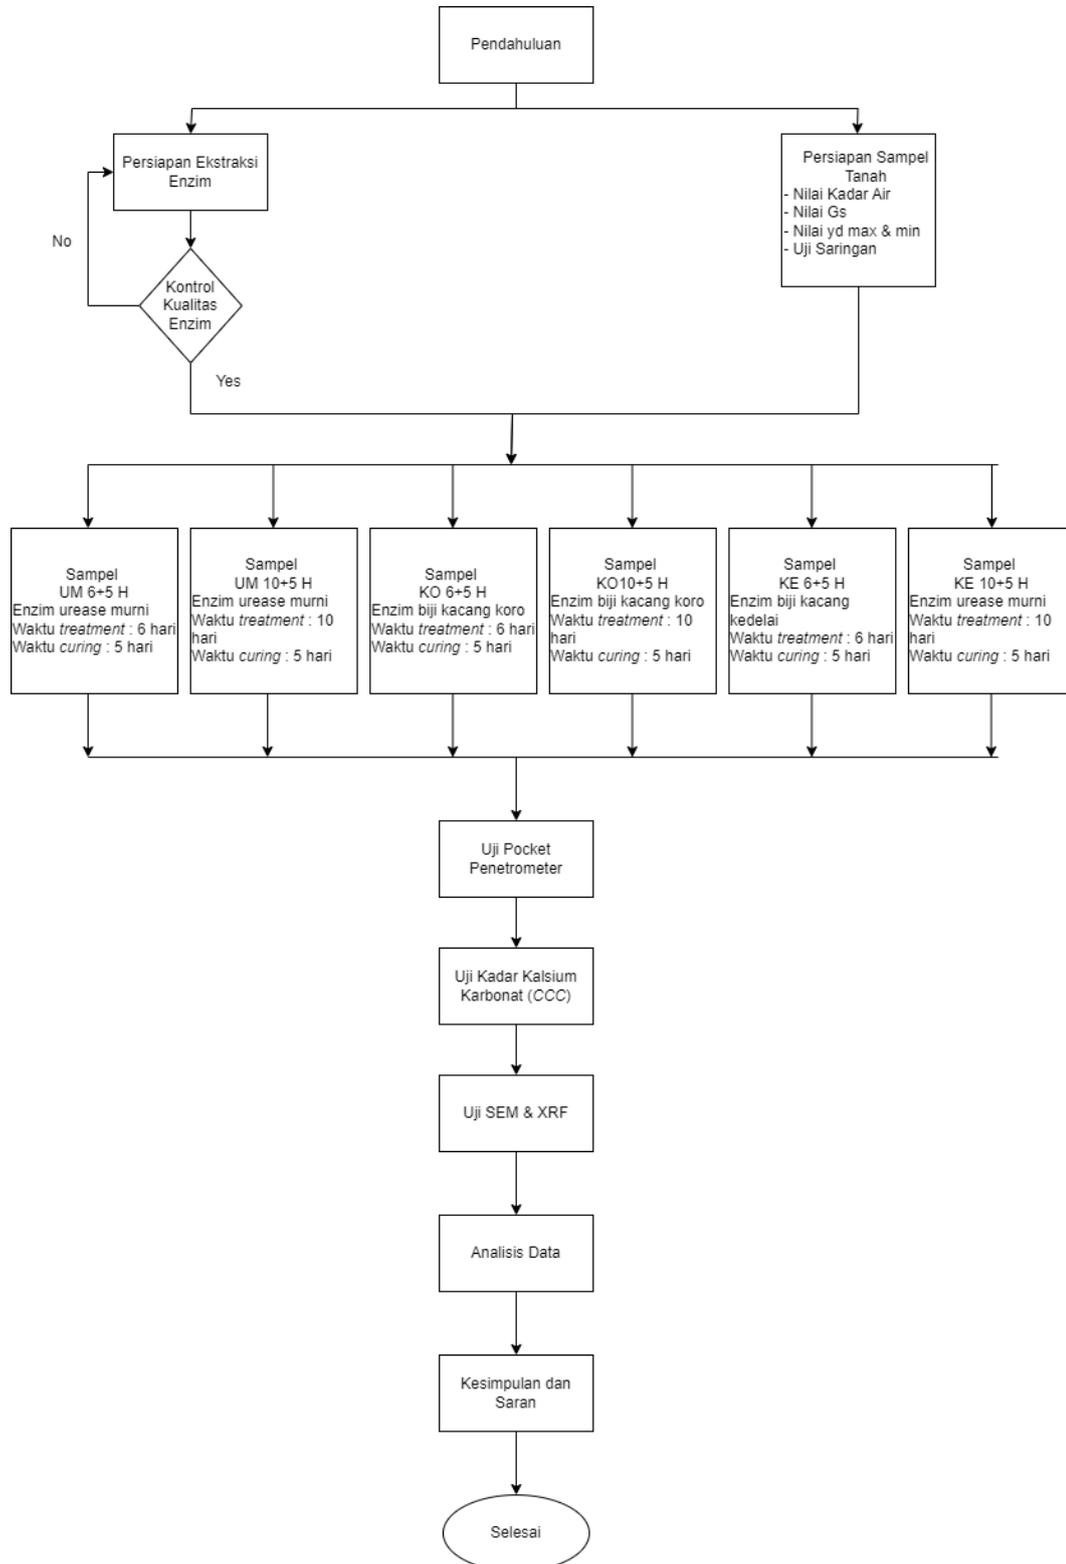 Pendahuluan
Persiapan Ekstraksi
Enzim
Persiapan Sampel
Tanah
- Nilai Kadar Air
- Nilai Gs
- Nilai yd max & min
- Uji Saringan
No
Kontrol
Kualitas
Enzim
Yes
Sampel
UM 6+5 H
Enzim urease murni
Waktu treatment : 6 hari
Waktu curing : 5 hari
Sampel
UM 10+5 H
Enzim urease murni
Waktu treatment : 10
hari
Waktu curing : 5 hari
Sampel
KO 6+5 H
Enzim biji kacang koro
Waktu treatment : 6 hari
Waktu curing : 5 hari
Sampel
KO10+5 H
Enzim biji kacang koro
Waktu treatment : 10
hari
Waktu curing : 5 hari
Sampel
KE 6+5 H
Enzim biji kacang
kedelai
Waktu treatment : 6 hari
Waktu curing : 5 hari
Sampel
KE 10+5 H
Enzim urease murni
Waktu treatment : 10
hari
Waktu curing : 5 hari
Uji Pocket
Penetrometer
Uji Kadar Kalsium
Karbonat (CCC)
Uji SEM & XRF
Analisis Data
Kesimpulan dan
Saran
Selesai